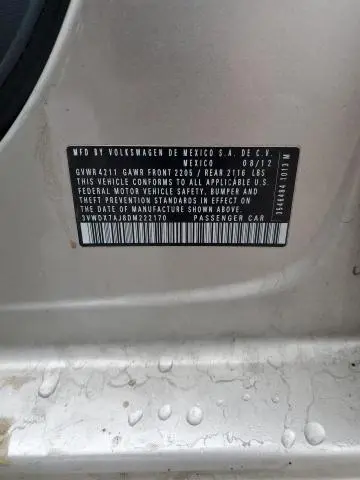 MFD BY VOLKSWAGEN DE MEXICO S.A. DE C.V.
MEXICO 08/12
GVWR 4211 GAWR FRONT 2205 / REAR 2116 LBS
THIS VEHICLE CONFORMS TO ALL APPLICABLE U.S.
FEDERAL MOTOR VEHICLE SAFETY, BUMPER AND
THEFT PREVENTION STANDARDS IN EFFECT ON THE
DATE OF MANUFACTURE SHOWN ABOVE.
3VWDX7AJ8DM222170 PASSENGER CAR
3546484 1013 M